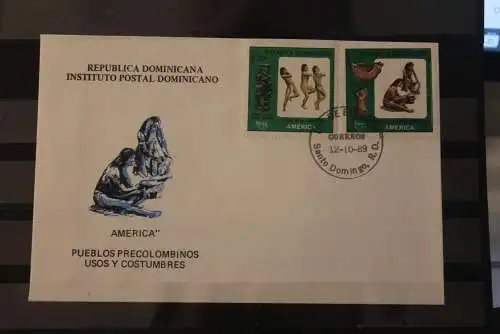 REPUBLICA DOMINICANA
INSTITUTO POSTAL DOMINICANO
AMERICA"
PUEBLOS PRECOLOMBINOS
USOS Y COSTUMBRES
AMERICA
AMERICA
CORREOS
12-10-89
Santo Domingo, R.D.